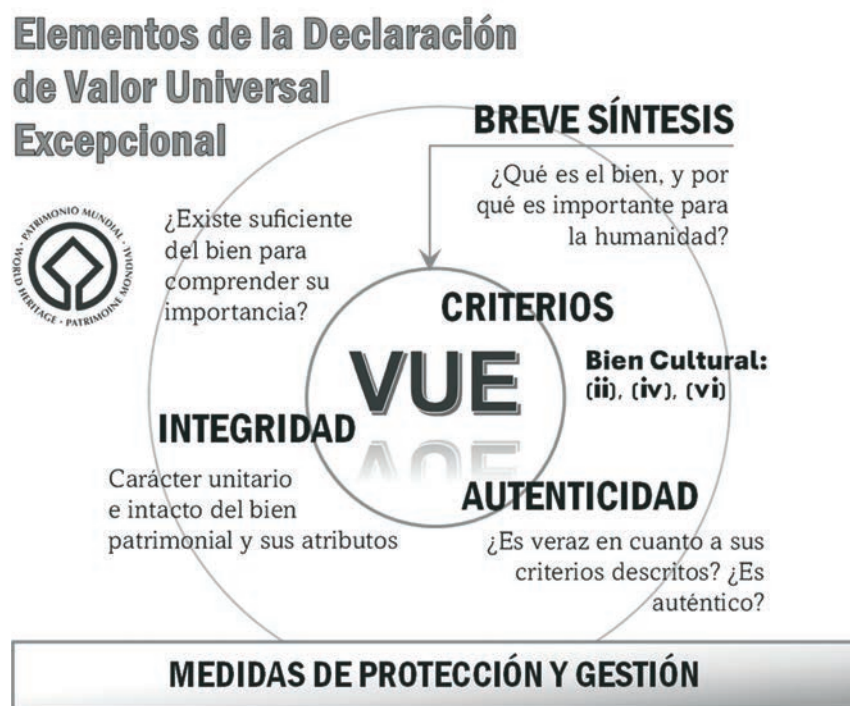 Elementos de la Declaración
de Valor Universal
Excepcional
BREVE SÍNTESIS
¿Qué es el bien, y por
qué es importante para
la humanidad?
PATRIMONIO MUNDIAL · WORLD HERITAGE · PATRIMOINE MONDIAL ·
¿Existe suficiente
del bien para
comprender su
importancia?
CRITERIOS
Bien Cultural:
(ii), (iv), (vi)
VUE
INTEGRIDAD
Carácter unitario
e intacto del bien
patrimonial y sus atributos
AUTENTICIDAD
¿Es veraz en cuanto a sus
criterios descritos? ¿Es
auténtico?
MEDIDAS DE PROTECCIÓN Y GESTIÓN